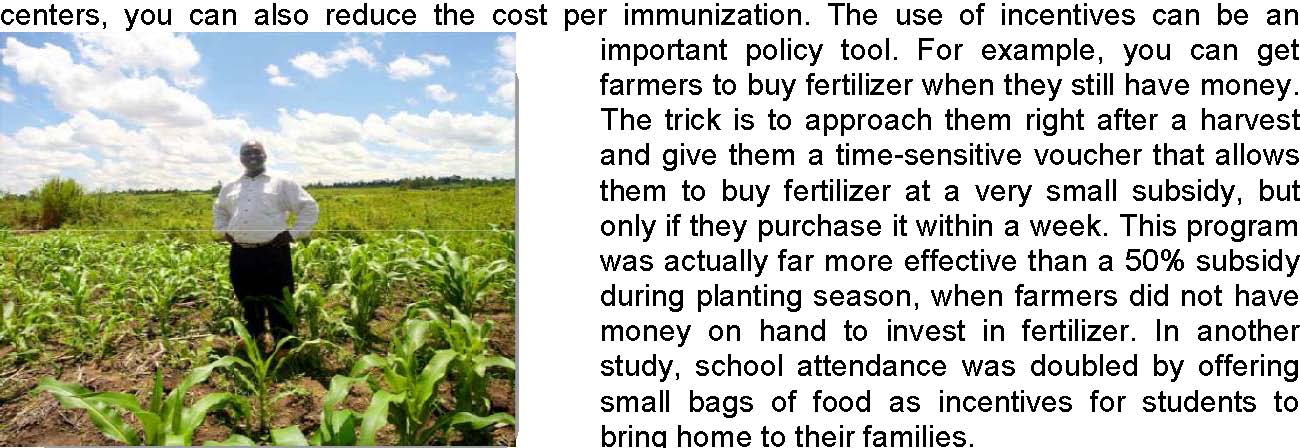 centers, you can also reduce the cost per immunization. The use of incentives can be an
important policy tool. For example, you can get
farmers to buy fertilizer when they still have money.
The trick is to approach them right after a harvest
and give them a time-sensitive voucher that allows
them to buy fertilizer at a very small subsidy, but
only if they purchase it within a week. This program
was actually far more effective than a 50% subsidy
during planting season, when farmers did not have
money on hand to invest in fertilizer. In another
study, school attendance was doubled by offering
small bags of food as incentives for students to
bring home to their families.